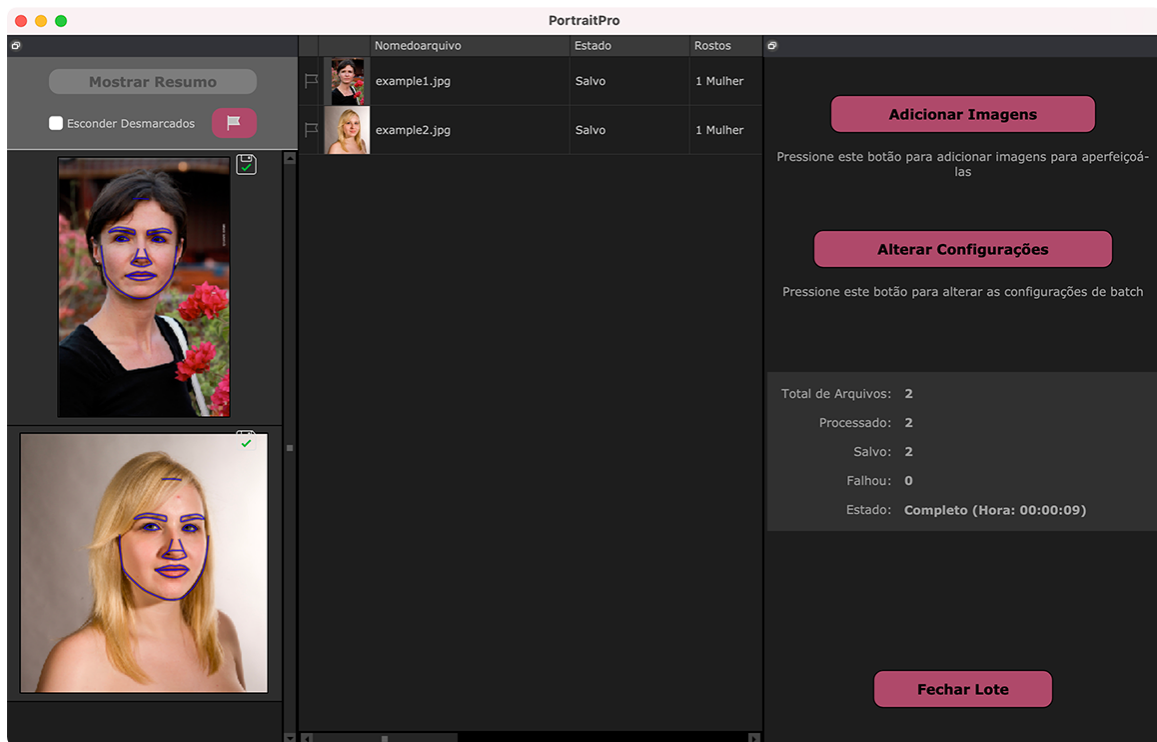 PortraitPro
Mostrar Resumo
Esconder Desmarcados
Nomedoarquivo Estado Rostos
example1.jpg Salvo 1 Mulher
example2.jpg Salvo 1 Mulher
Adicionar Imagens
Pressione este botão para adicionar imagens para aperfeiçoá-
las
Alterar Configurações
Pressione este botão para alterar as configurações de batch
Total de Arquivos: 2
Processado: 2
Salvo: 2
Falhou: 0
Estado: Completo (Hora: 00:00:09)
Fechar Lote